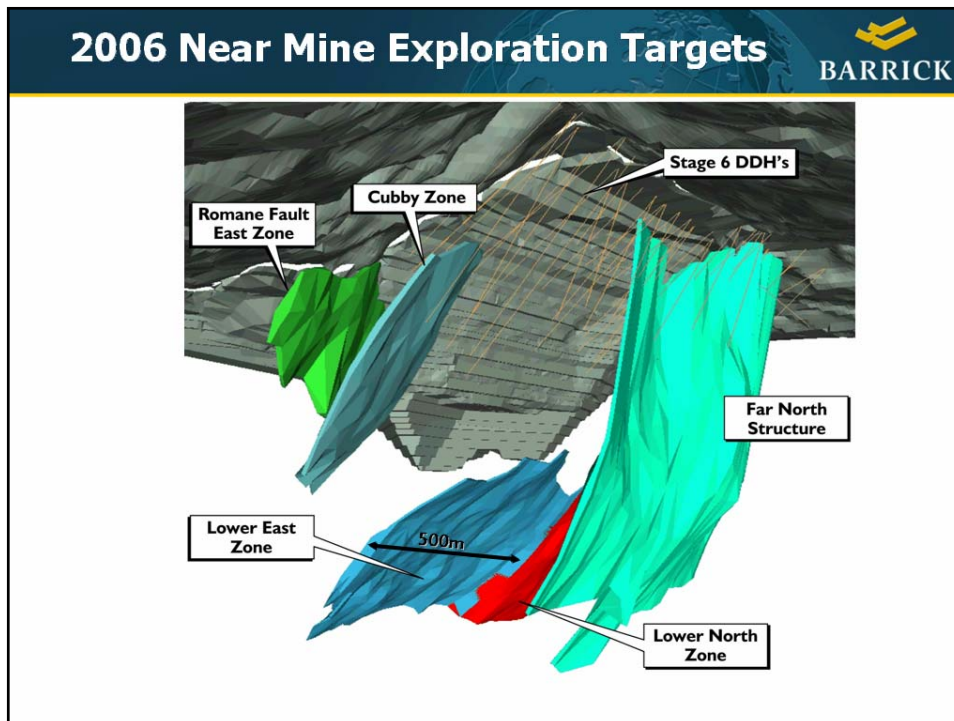 2006 Near Mine Exploration Targets
BARRICK
Stage 6 DDH's
Cubby Zone
Romane Fault
East Zone
Far North
Structure
Lower East
Zone
500m
Lower North
Zone